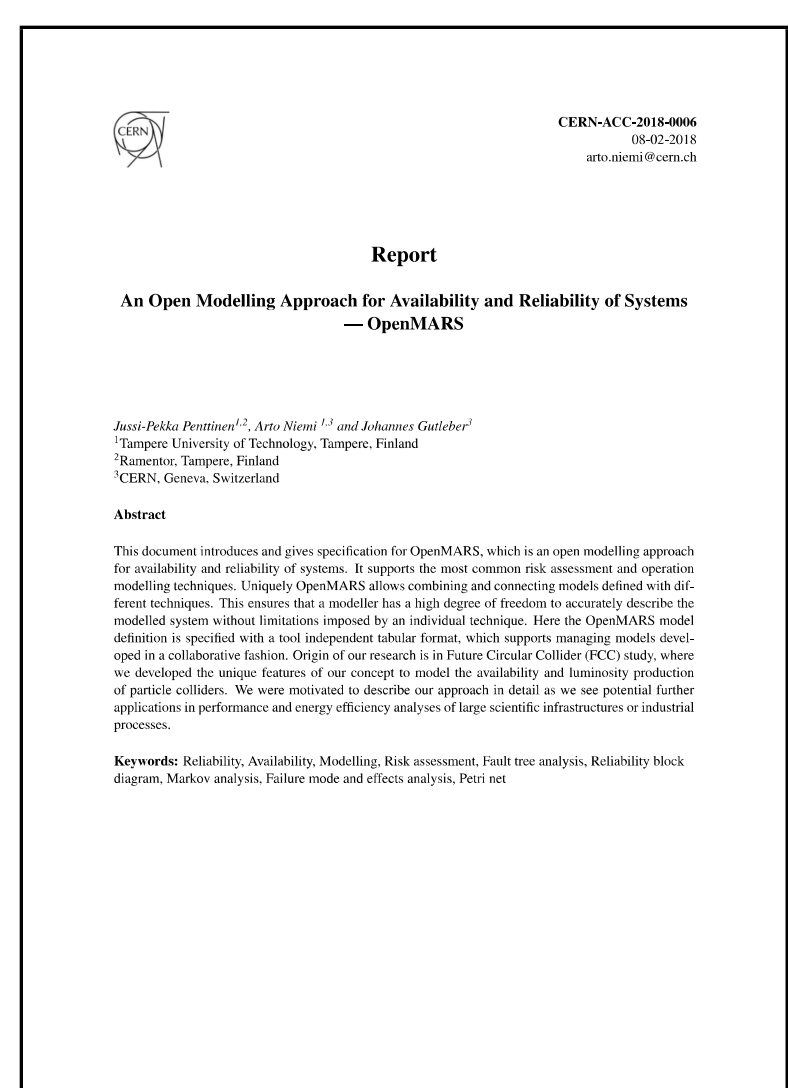 CERN
CERN-ACC-2018-0006
08-02-2018
arto.niemi@cern.ch
Report
An Open Modelling Approach for Availability and Reliability of Systems
— OpenMARS
Jussi-Pekka Penttinen1,2, Arto Niemi 1,3 and Johannes Gutleber3
1Tampere University of Technology, Tampere, Finland
2Ramentor, Tampere, Finland
3CERN, Geneva, Switzerland
Abstract
This document introduces and gives specification for OpenMARS, which is an open modelling approach
for availability and reliability of systems. It supports the most common risk assessment and operation
modelling techniques. Uniquely OpenMARS allows combining and connecting models defined with dif-
ferent techniques. This ensures that a modeller has a high degree of freedom to accurately describe the
modelled system without limitations imposed by an individual technique. Here the OpenMARS model
definition is specified with a tool independent tabular format, which supports managing models devel-
oped in a collaborative fashion. Origin of our research is in Future Circular Collider (FCC) study, where
we developed the unique features of our concept to model the availability and luminosity production
of particle colliders. We were motivated to describe our approach in detail as we see potential further
applications in performance and energy efficiency analyses of large scientific infrastructures or industrial
processes.
Keywords: Reliability, Availability, Modelling, Risk assessment, Fault tree analysis, Reliability block
diagram, Markov analysis, Failure mode and effects analysis, Petri net